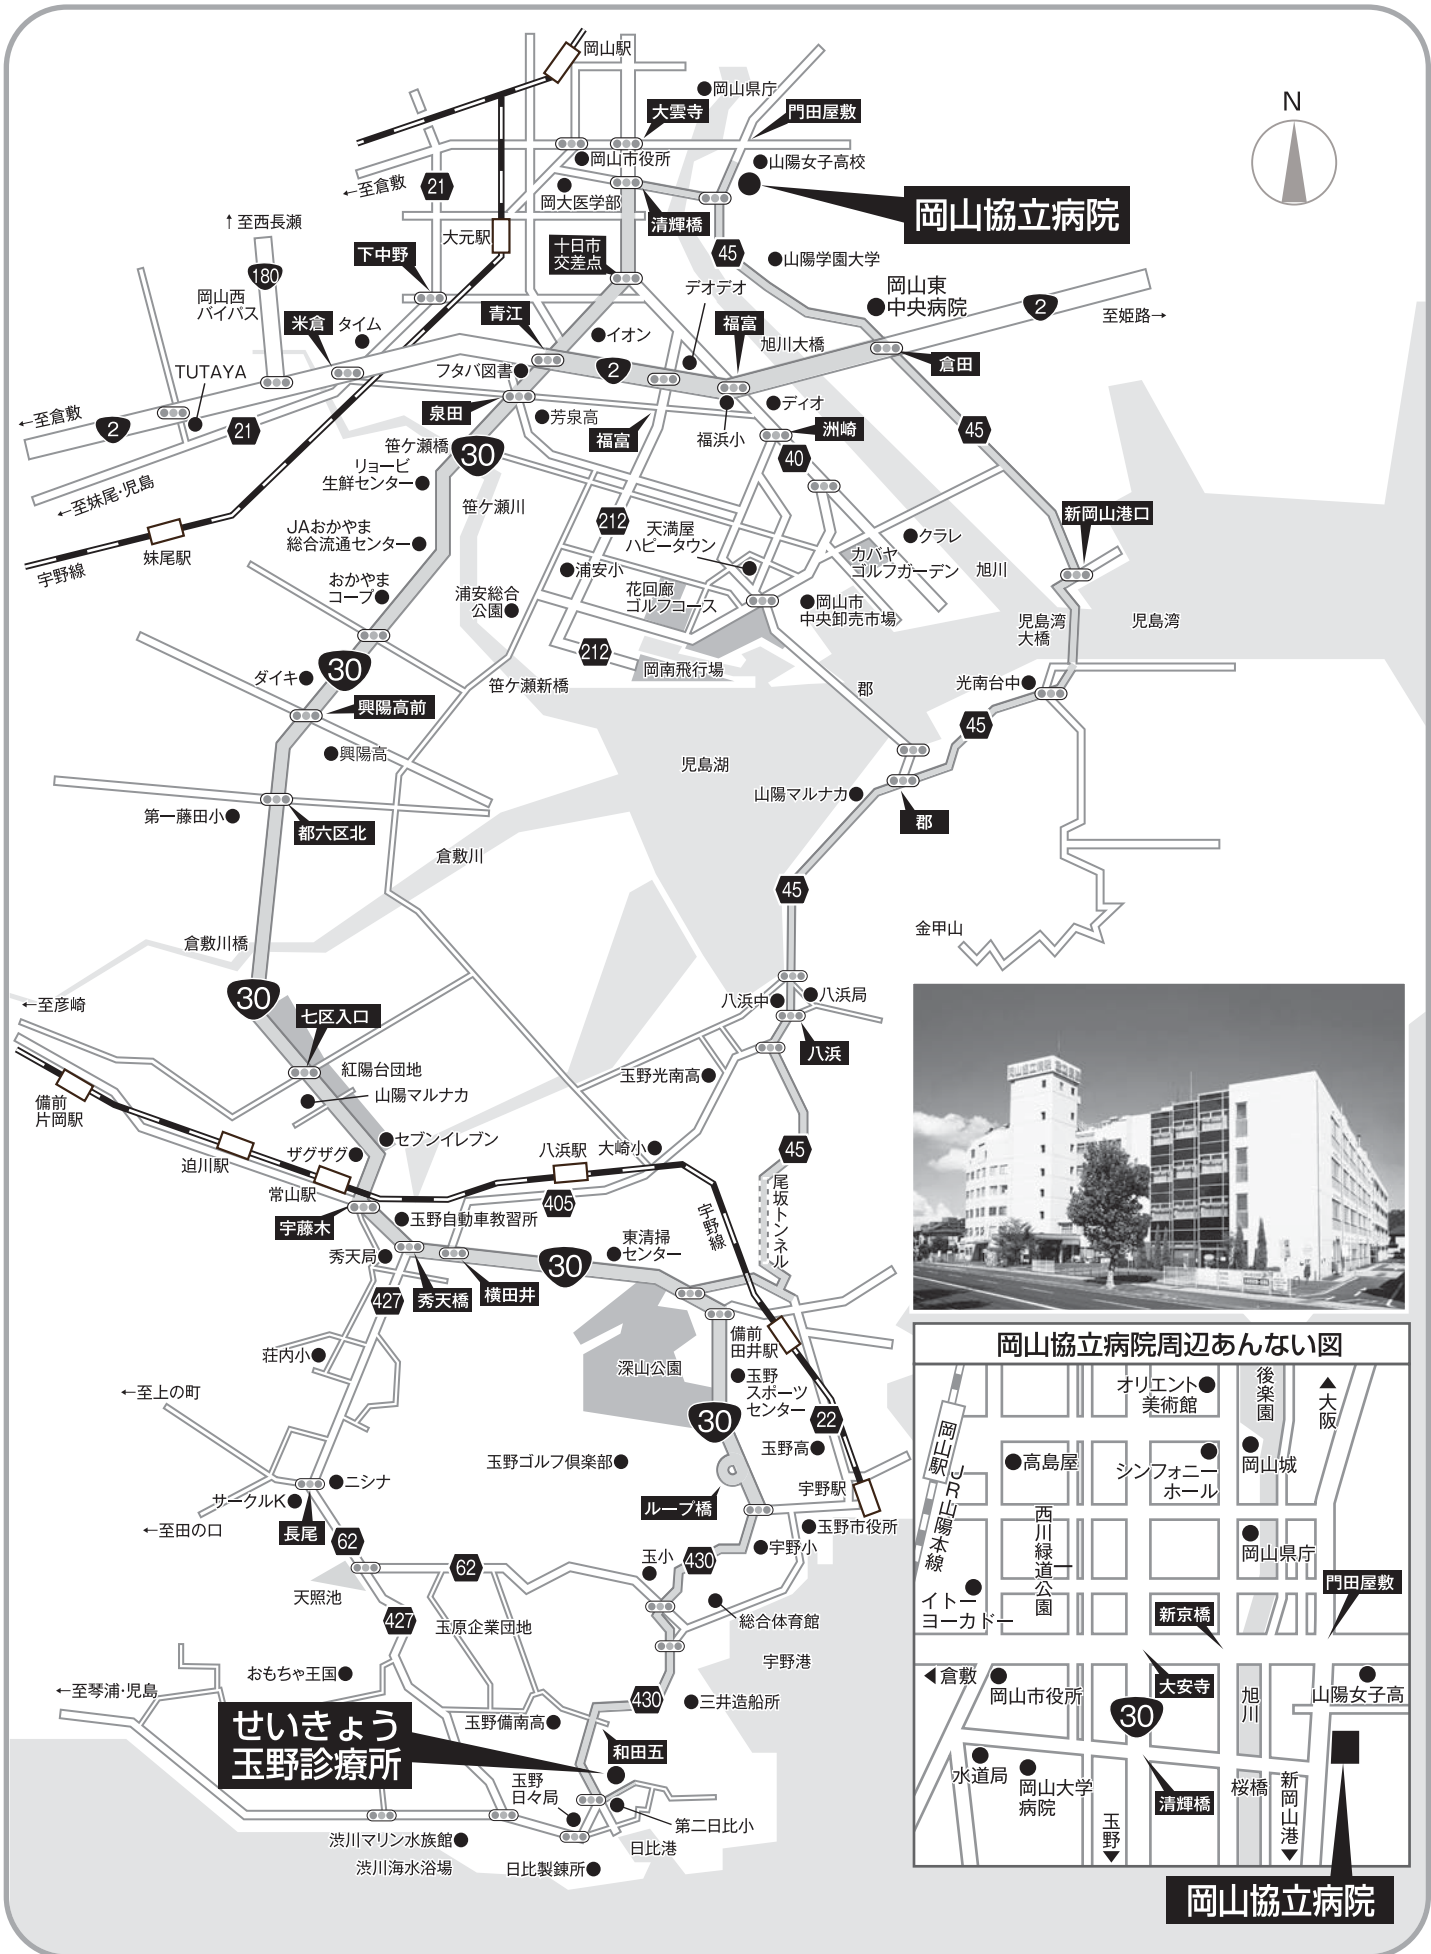 岡山駅
岡山県庁
大雲寺
門田屋敷
N
岡山市役所
山陽女子高校
←至倉敷
21
岡大医学部
岡山協立病院
清輝橋
↑至西長瀬
大元駅
十日市
交差点
45
山陽学園大学
下中野
180
岡山西
バイパス
デオデオ
岡山東
中央病院
2
至姫路→
米倉
タイム
青江
イオン
福富
旭川大橋
倉田
TUTAYA
フタバ図書
2
ディオ
←至倉敷
2
21
泉田
芳泉高
福富
福浜小
洲崎
45
笹ケ瀬橋
30
40
リョービ
生鮮センター
←至妹尾・児島
笹ケ瀬川
212
天満屋
ハピータウン
新岡山港口
JAおかやま
総合流通センター
妹尾駅
宇野線
クラレ
カバヤ
ゴルフガーデン
旭川
おかやま
コープ
浦安総合
公園
浦安小
花回廊
ゴルフコース
岡山市
中央卸売市場
児島湾
大橋
児島湾
212
ダイキ
30
笹ケ瀬新橋
岡南飛行場
郡
光南台中
興陽高前
45
興陽高
児島湖
山陽マルナカ
第一藤田小
都六区北
郡
倉敷川
45
倉敷川橋
金甲山
←至彦崎
30
七区入口
八浜中
八浜局
八浜
紅陽台団地
玉野光南高
山陽マルナカ
備前
片岡駅
セブンイレブン
ザグザグ
八浜駅
大崎小
45
迫川駅
常山駅
405
尾坂トンネル
宇野線
宇藤木
玉野自動車教習所
東清掃
センター
秀天局
30
427
秀天橋
横田井
荘内小
深山公園
備前
田井駅
玉野
スポーツ
センター
←至上の町
30
22
玉野高
玉野ゴルフ倶楽部
ニシナ
サークルK
ループ橋
宇野駅
←至田の口
長尾
62
玉野市役所
宇野小
62
玉小
430
天照池
427
玉原企業団地
総合体育館
宇野港
おもちゃ王国
←至琴浦・児島
430
三井造船所
せいきょう
玉野診療所
玉野備南高
和田五
玉野
日々局
第二日比小
渋川マリン水族館
日比港
渋川海水浴場
日比製錬所
岡山協立病院
岡山協立病院周辺あんない図
オリエント
美術館
後楽園
大阪
岡山駅
JR山陽本線
高島屋
シンフォニー
ホール
岡山城
西川緑道公園
岡山県庁
イトー
ヨーカドー
門田屋敷
新京橋
倉敷
岡山市役所
大安寺
旭川
山陽女子高
30
水道局
岡山大学
病院
清輝橋
桜橋
新岡山港
玉野
岡山協立病院